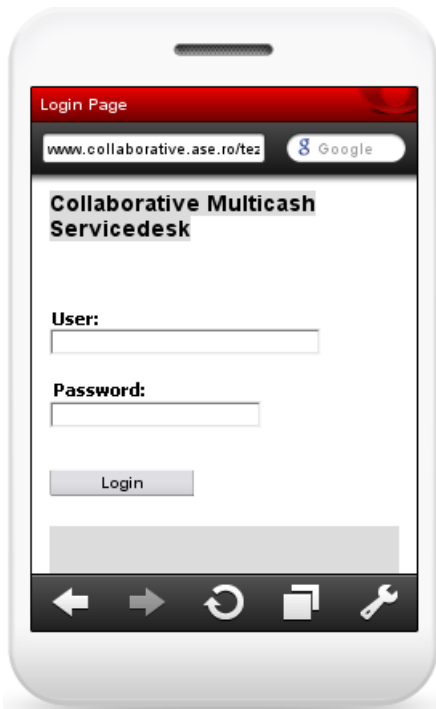 Login Page
www.collaborative.ase.ro/tez
g Google
Collaborative Multicash
Servicedesk
User:
Password:
Login